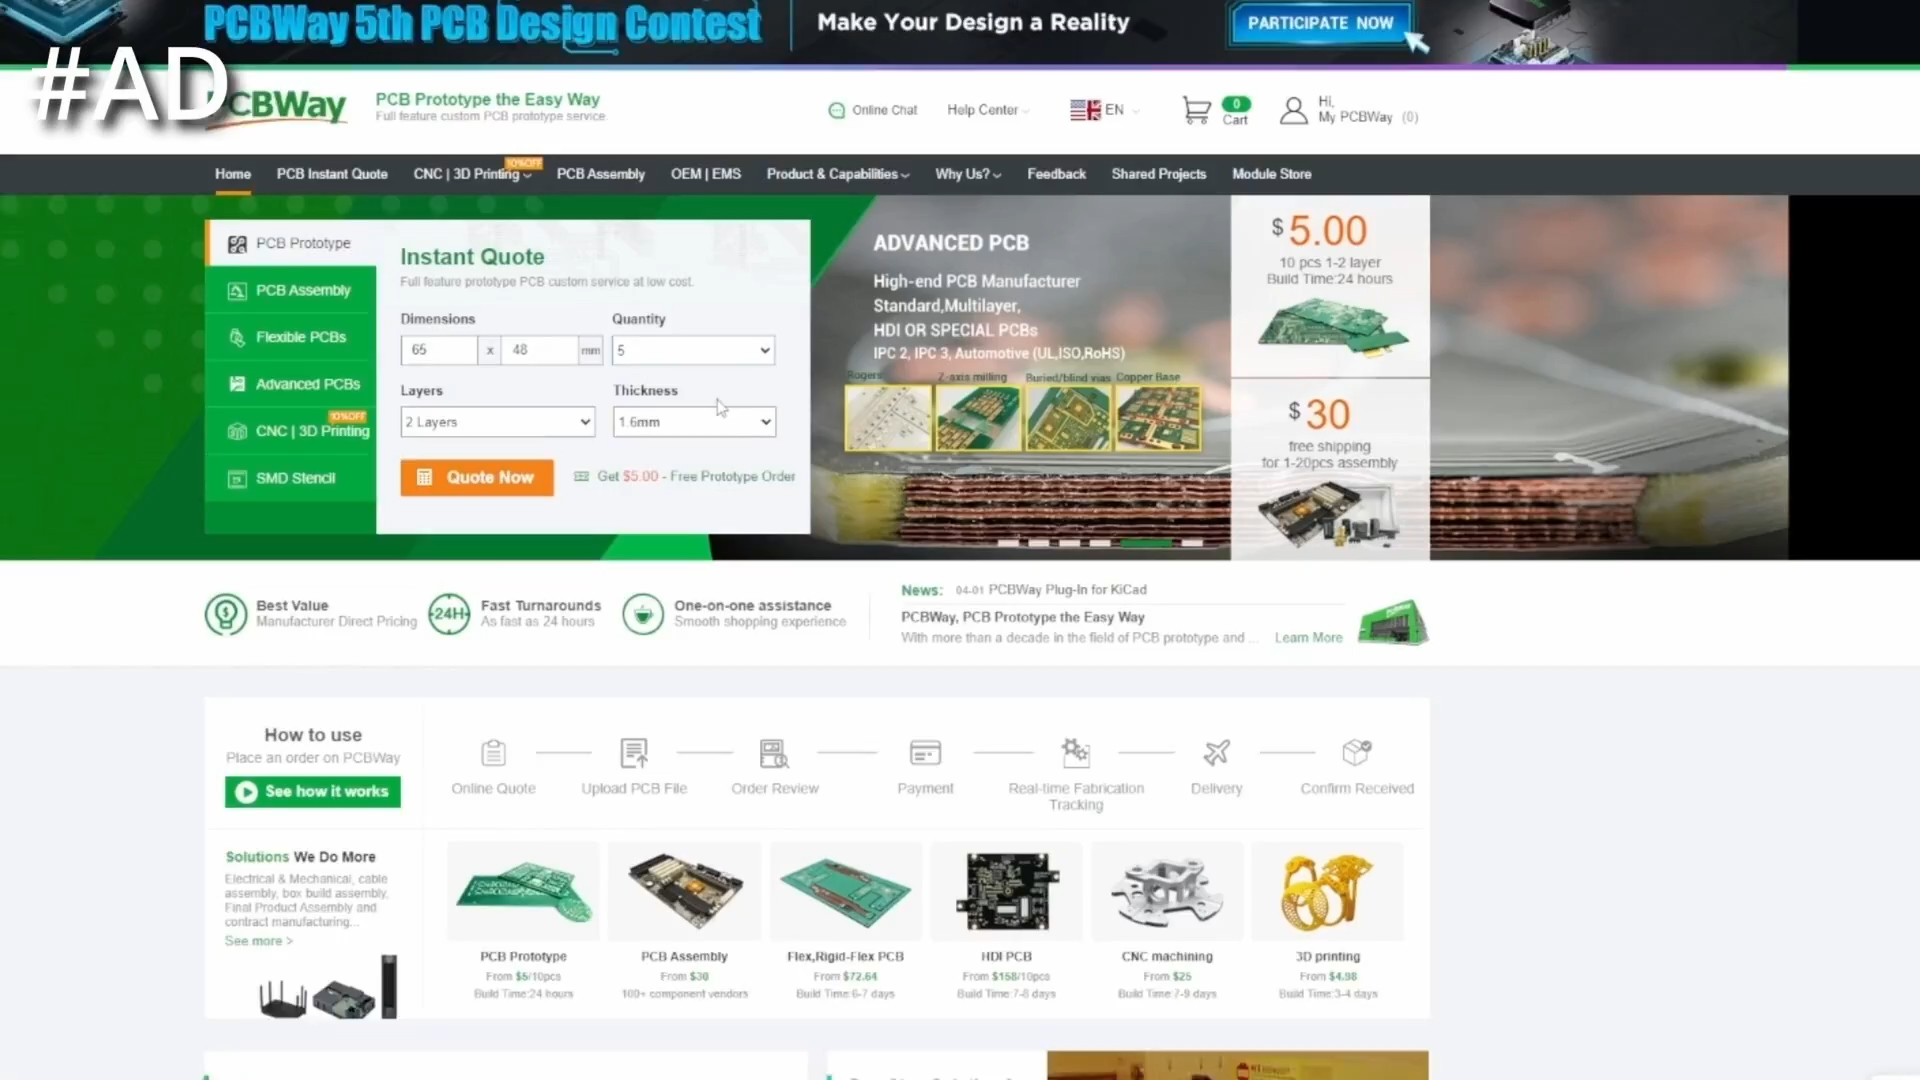 PCBWay 5th PCB Design Contest
Make Your Design a Reality
PARTICIPATE NOW
#AD
PCBWay
PCB Prototype the Easy Way
Full feature custom PCB prototype service
Online Chat
Help Center
EN
0
Cart
Hi,
My PCBWay (0)
Home
PCB Instant Quote
CNC | 3D Printing
10%OFF
PCB Assembly
OEM | EMS
Product & Capabilities
Why Us?
Feedback
Shared Projects
Module Store
PCB Prototype
PCB Assembly
Flexible PCBs
Advanced PCBs
10%OFF
CNC | 3D Printing
SMD Stencil
Instant Quote
Full feature prototype PCB custom service at low cost.
Dimensions
Quantity
65 x 48 mm
5
Layers
Thickness
2 Layers
1.6mm
Quote Now
Get $5.00 - Free Prototype Order
ADVANCED PCB
High-end PCB Manufacturer
Standard,Multilayer,
HDI OR SPECIAL PCBs
IPC 2, IPC 3, Automotive (UL,ISO,RoHS)
Rogers
Z-axis milling
Buried/blind vias
Copper Base
$5.00
10 pcs 1-2 layer
Build Time:24 hours
$30
free shipping
for 1-20pcs assembly
Best Value
Manufacturer Direct Pricing
24H
Fast Turnarounds
As fast as 24 hours
One-on-one assistance
Smooth shopping experience
News: 04-01 PCBWay Plug-In for KiCad
PCBWay, PCB Prototype the Easy Way
With more than a decade in the field of PCB prototype and ...
Learn More
How to use
Place an order on PCBWay
See how it works
Online Quote
Upload PCB File
Order Review
Payment
Real-time Fabrication
Tracking
Delivery
Confirm Received
Solutions We Do More
Electrical & Mechanical, cable
assembly, box build assembly,
Final Product Assembly and
contract manufacturing...
See more >
PCB Prototype
From $5/10pcs
Build Time:24 hours
PCB Assembly
From $30
100+ component vendors
Flex,Rigid-Flex PCB
From $72.64
Build Time:6-7 days
HDI PCB
From $158/10pcs
Build Time:7-8 days
CNC machining
From $25
Build Time:7-9 days
3D printing
From $4.98
Build Time:3-4 days